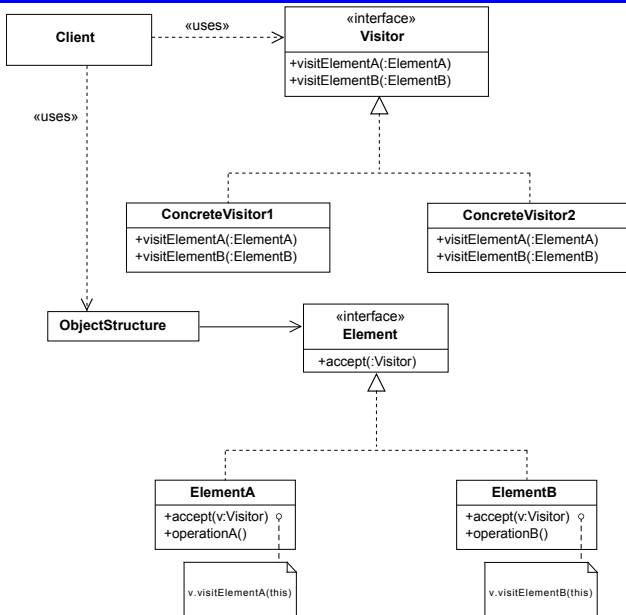 Client
«uses»
«interface»
Visitor
+visitElementA(:ElementA)
+visitElementB(:ElementB)
«uses»
ConcreteVisitor1
+visitElementA(:ElementA)
+visitElementB(:ElementB)
ConcreteVisitor2
+visitElementA(:ElementA)
+visitElementB(:ElementB)
ObjectStructure
«interface»
Element
+accept(:Visitor)
ElementA
+accept(v:Visitor)
+operationA()
v.visitElementA(this)
ElementB
+accept(v:Visitor)
+operationB()
v.visitElementB(this)